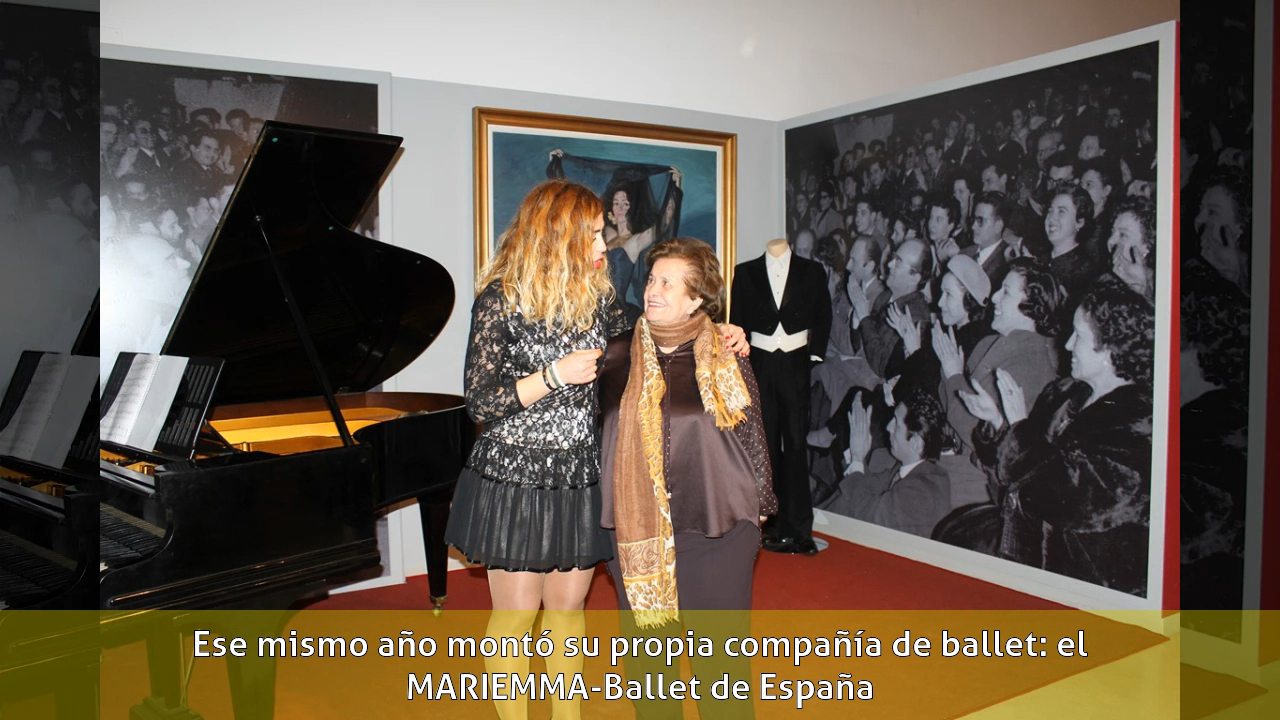 Ese mismo año montó su propia compañía de ballet: el
MARIEMMA-Ballet de España